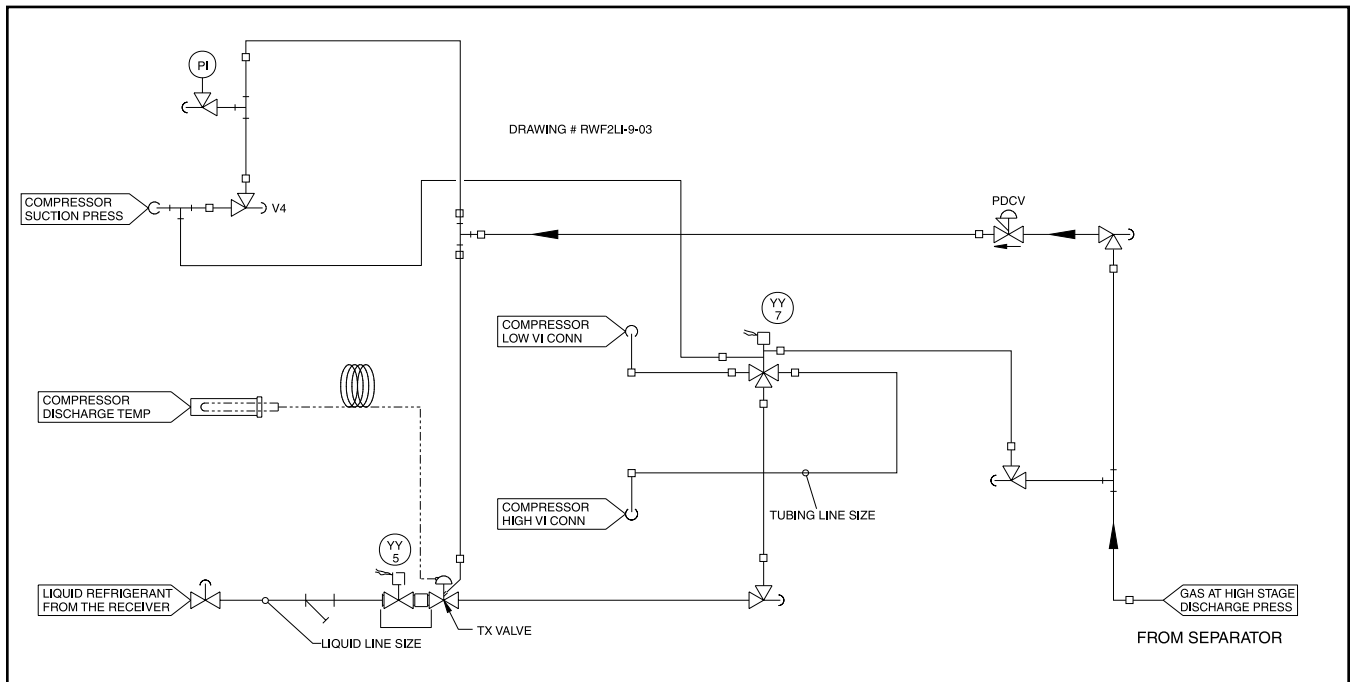 PI
DRAWING # RWF2LI-9-03
COMPRESSOR
SUCTION PRESS
V4
PDCV
YY
7
COMPRESSOR
LOW VI CONN
COMPRESSOR
DISCHARGE TEMP
COMPRESSOR
HIGH VI CONN
TUBING LINE SIZE
YY
5
LIQUID REFRIGERANT
FROM THE RECEIVER
GAS AT HIGH STAGE
DISCHARGE PRESS
TX VALVE
LIQUID LINE SIZE
FROM SEPARATOR